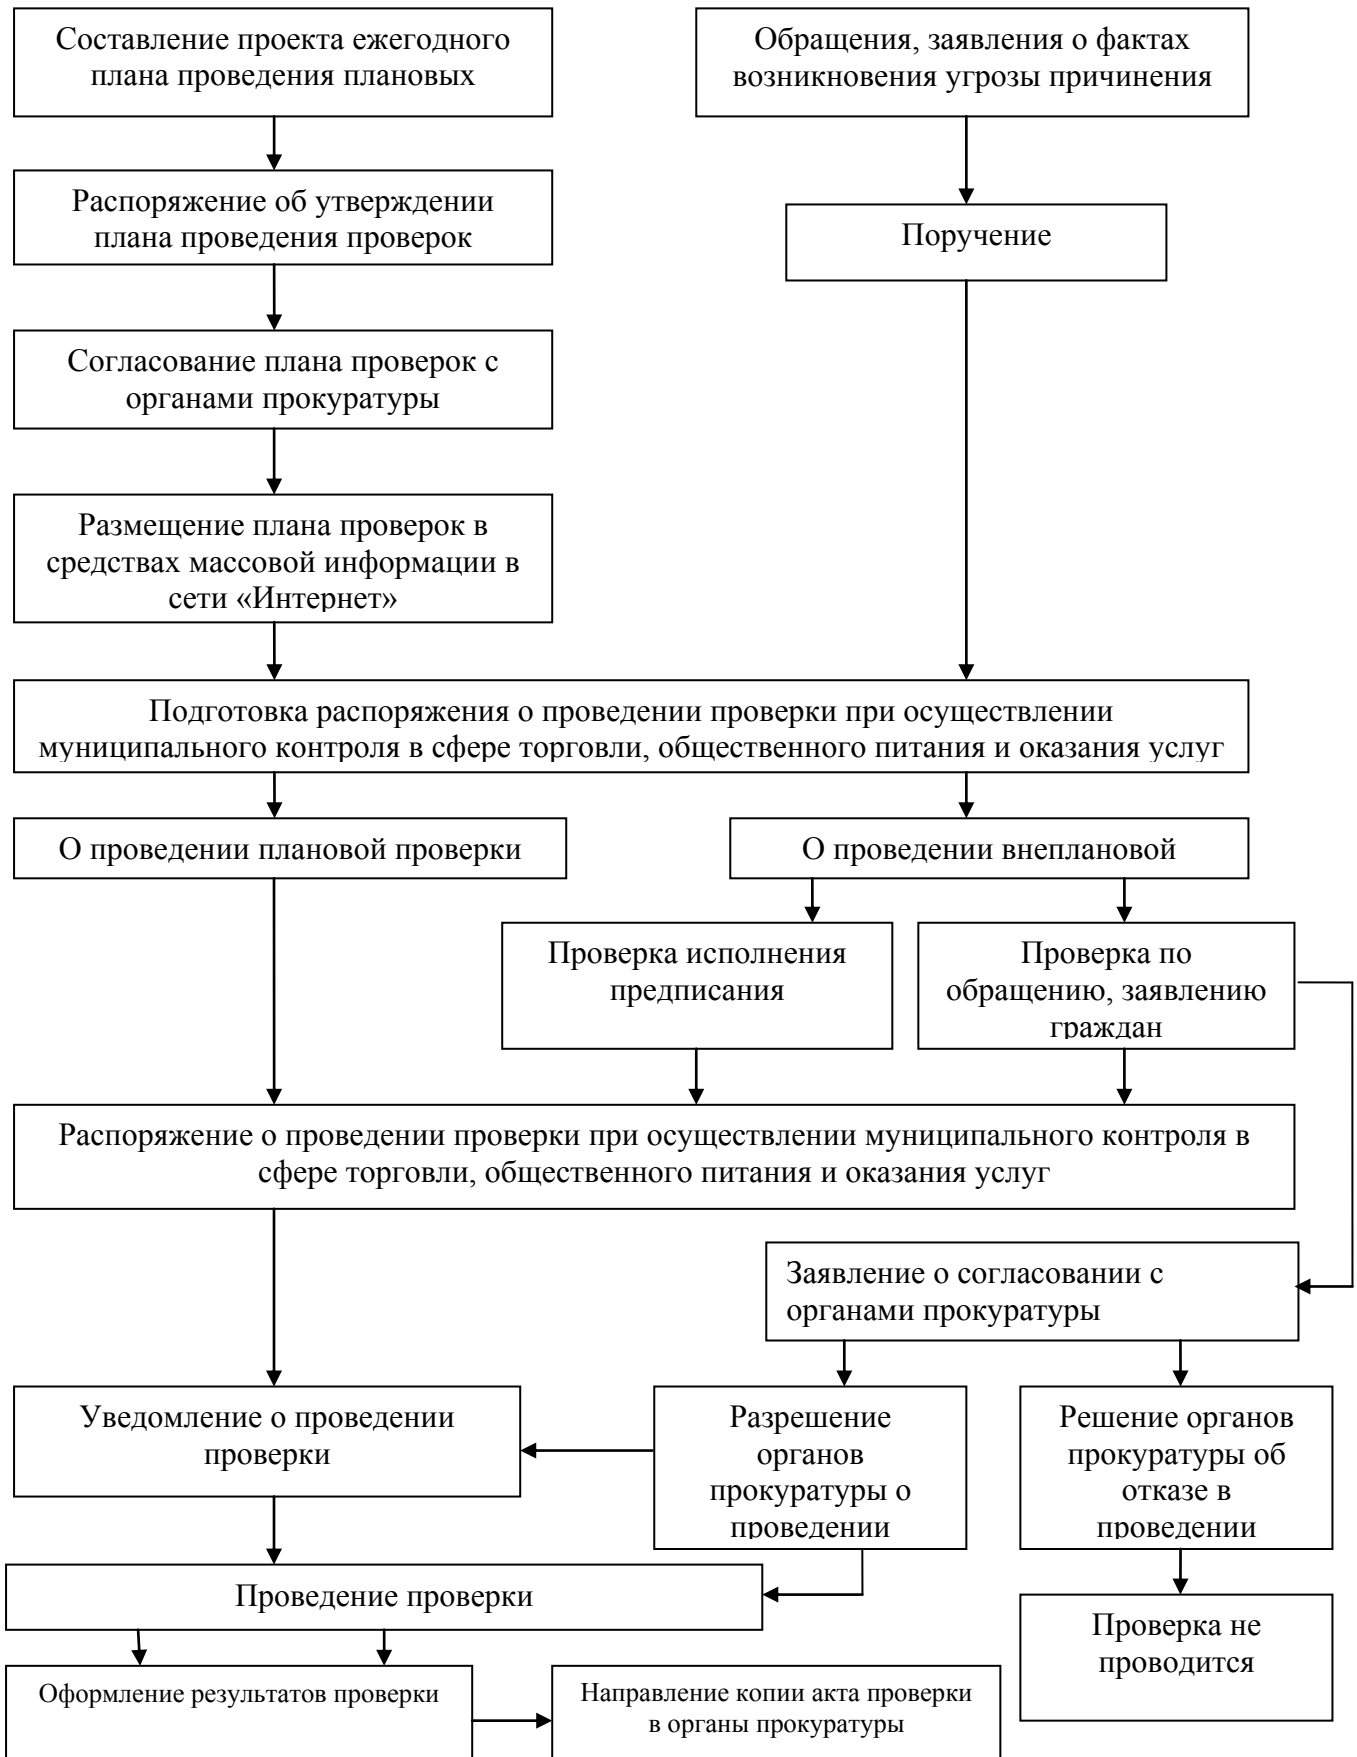 Составление проекта ежегодного
плана проведения плановых
Обращения, заявления о фактах
возникновения угрозы причинения
Распоряжение об утверждении
плана проведения проверок
Поручение
Согласование плана проверок с
органами прокуратуры
Размещение плана проверок в
средствах массовой информации в
сети «Интернет»
Подготовка распоряжения о проведении проверки при осуществлении
муниципального контроля в сфере торговли, общественного питания и оказания услуг
О проведении плановой проверки
О проведении внеплановой
Проверка исполнения
предписания
Проверка по
обращению, заявлению
граждан
Распоряжение о проведении проверки при осуществлении муниципального контроля в
сфере торговли, общественного питания и оказания услуг
Заявление о согласовании с
органами прокуратуры
Уведомление о проведении
проверки
Разрешение
органов
прокуратуры о
проведении
Решение органов
прокуратуры об
отказе в
проведении
Проведение проверки
Проверка не
проводится
Оформление результатов проверки
Направление копии акта проверки
в органы прокуратуры